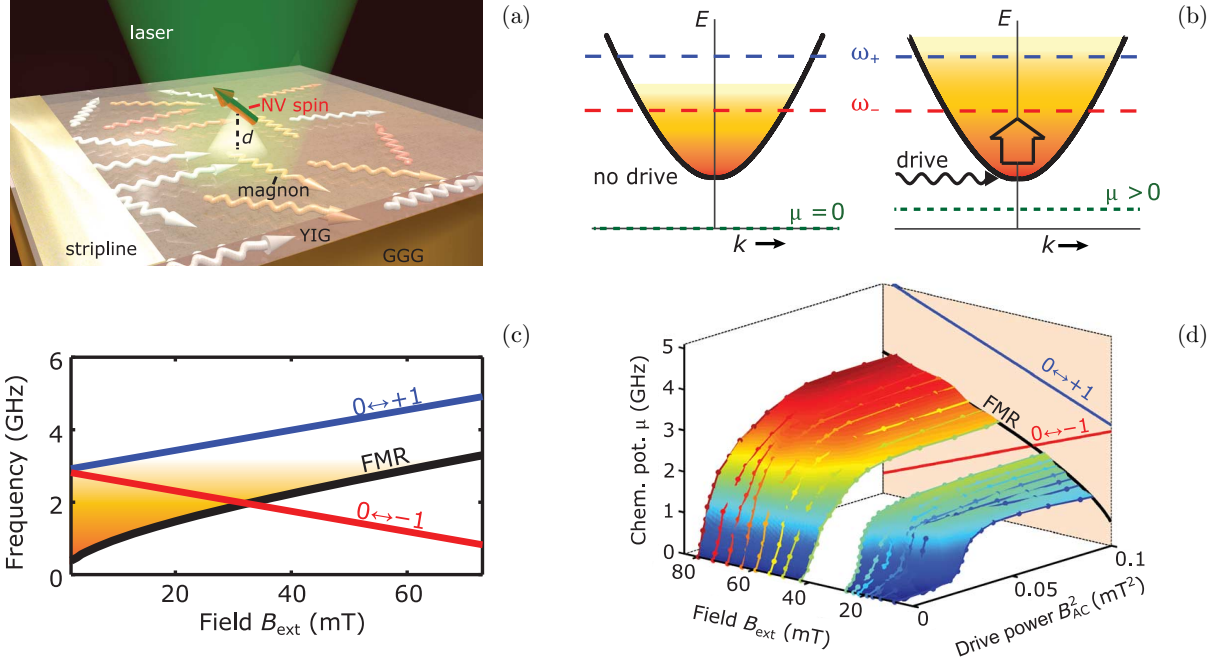 (a)
laser
NV spin
d
magnon
YIG
stripline
GGG
(b)
E
E
ω+
ω−
no drive
drive
μ = 0
μ > 0
k
k
(c)
Frequency (GHz)
6
4
2
0
0↔+1
FMR
0↔−1
20
40
60
Field Bext (mT)
(d)
Chem. pot. μ (GHz)
5
4
3
2
1
0
0↔+1
FMR
0↔−1
80
60
40
20
0
0
0.05
0.1
Field Bext (mT)
Drive power B²AC (mT²)